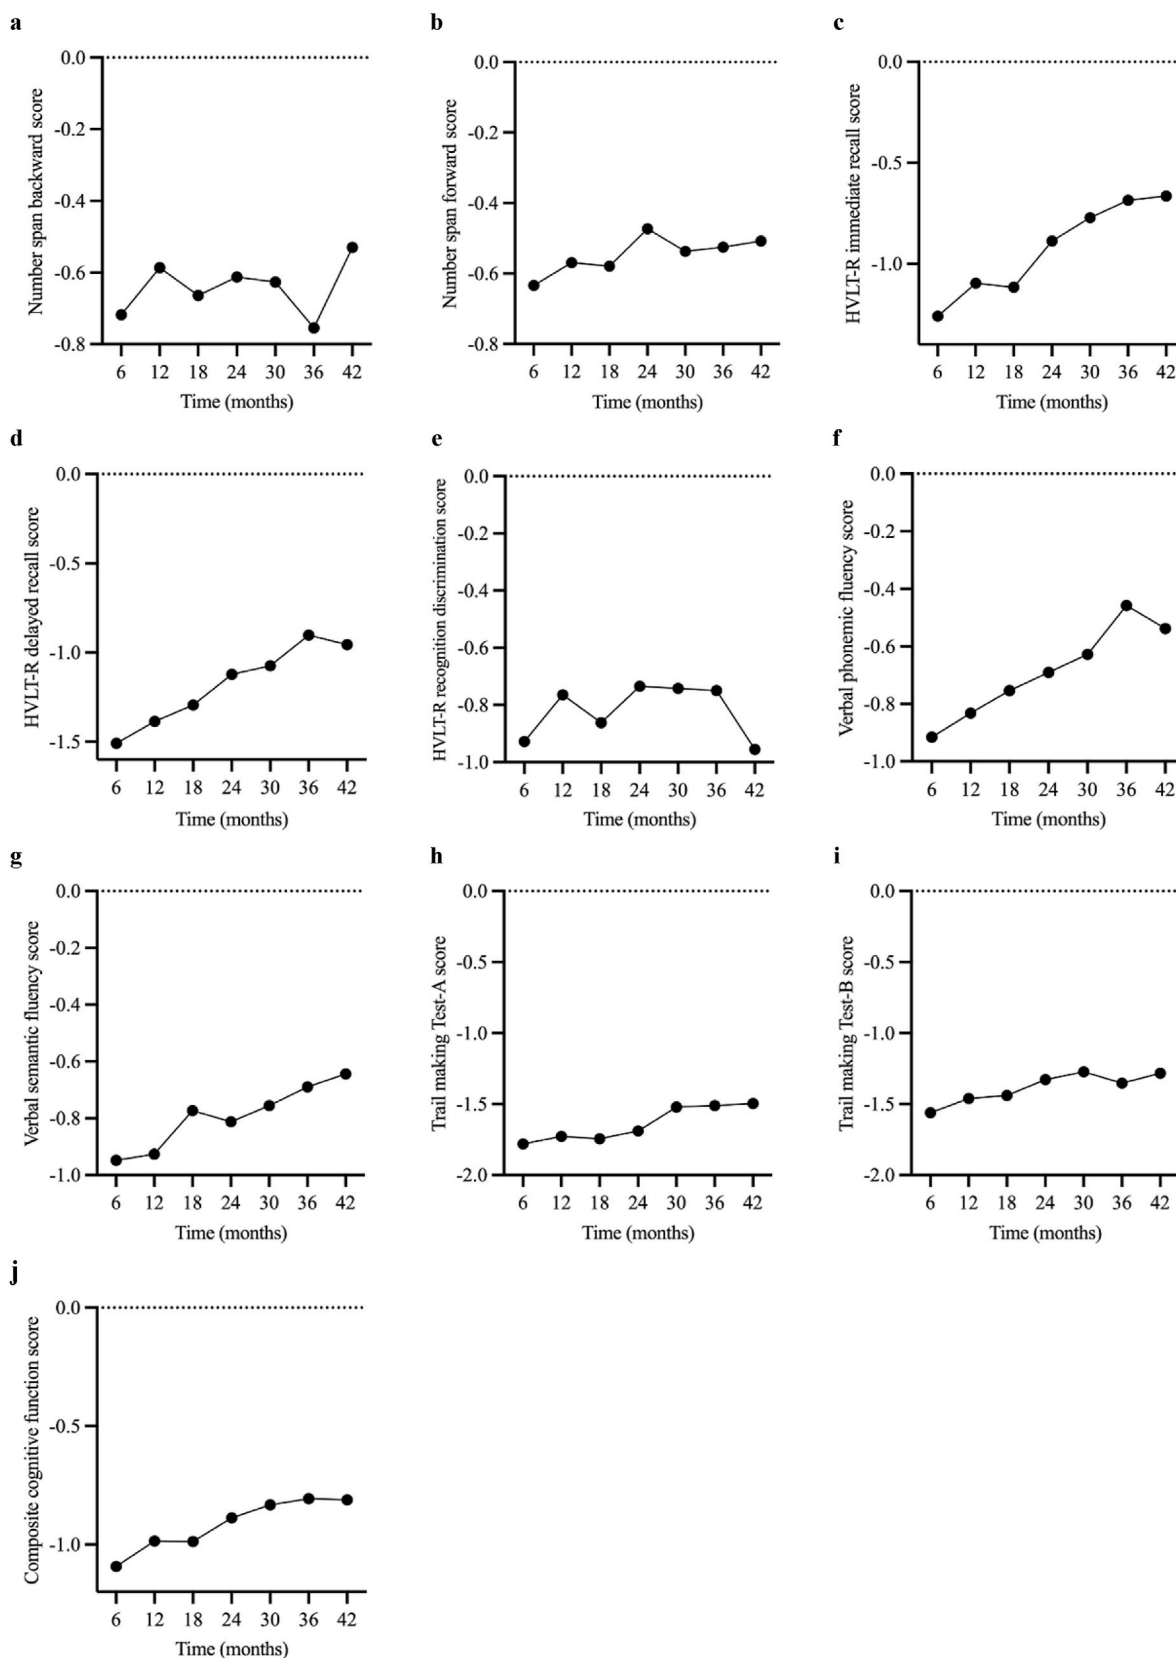 a
Number span backward score
0.0
-0.2
-0.4
-0.6
-0.8
6 12 18 24 30 36 42
Time (months)
b
Number span forward score
0.0
-0.2
-0.4
-0.6
-0.8
6 12 18 24 30 36 42
Time (months)
c
HVLT-R immediate recall score
0.0
-0.5
-1.0
6 12 18 24 30 36 42
Time (months)
d
HVLT-R delayed recall score
0.0
-0.5
-1.0
-1.5
6 12 18 24 30 36 42
Time (months)
e
HVLT-R recognition discrimination score
0.0
-0.2
-0.4
-0.6
-0.8
-1.0
6 12 18 24 30 36 42
Time (months)
f
Verbal phonemic fluency score
0.0
-0.2
-0.4
-0.6
-0.8
-1.0
6 12 18 24 30 36 42
Time (months)
g
Verbal semantic fluency score
0.0
-0.2
-0.4
-0.6
-0.8
-1.0
6 12 18 24 30 36 42
Time (months)
h
Trail making Test-A score
0.0
-0.5
-1.0
-1.5
-2.0
6 12 18 24 30 36 42
Time (months)
i
Trail making Test-B score
0.0
-0.5
-1.0
-1.5
-2.0
6 12 18 24 30 36 42
Time (months)
j
Composite cognitive function score
0.0
-0.5
-1.0
6 12 18 24 30 36 42
Time (months)